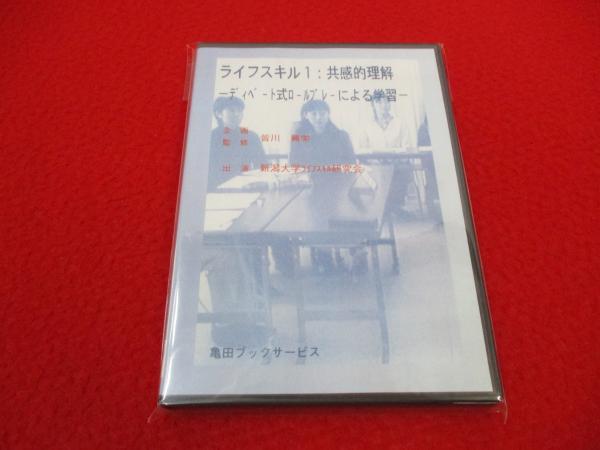 ライフスキル1：共感的理解
−ディベート式ロールプレーによる学習−
企画
監修 皆川 興栄
出演 新潟大学ライフスキル研究会
亀田ブックサービス